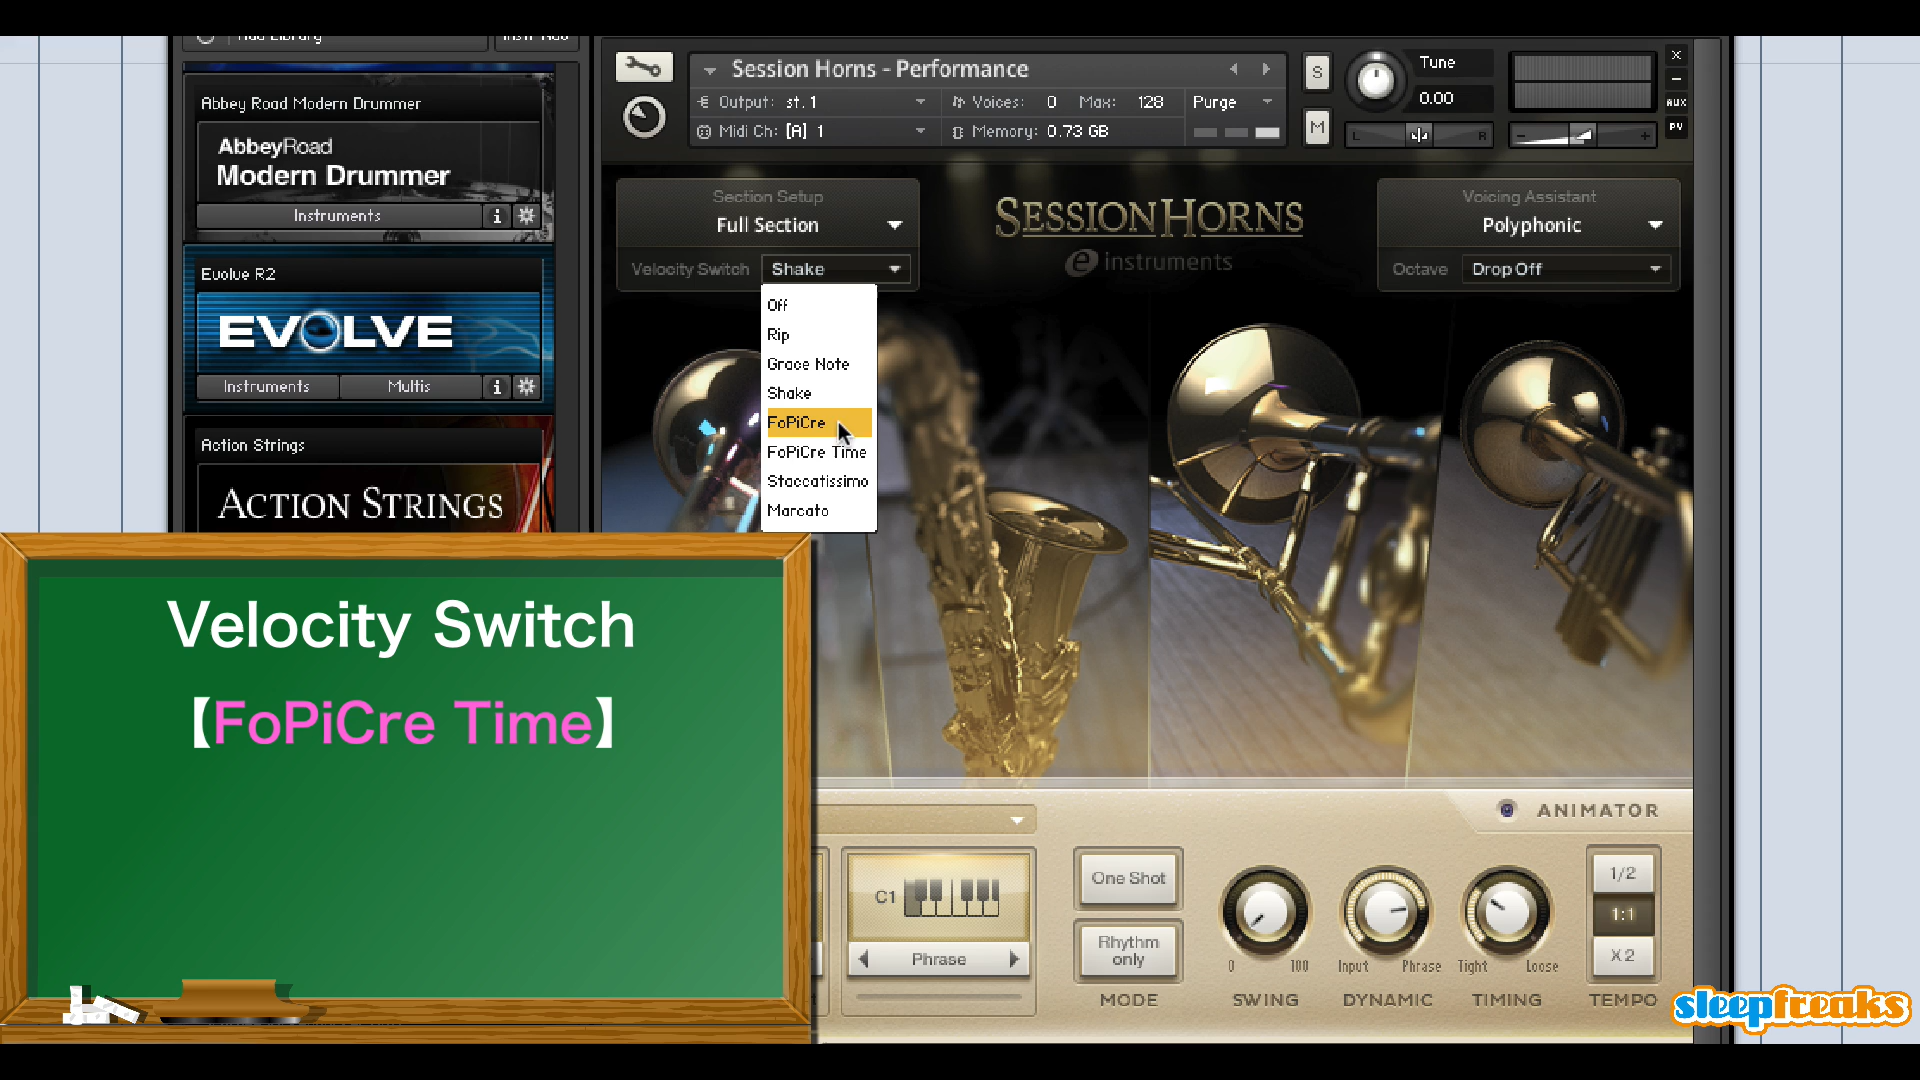 Add Library
Instr Nav
Abbey Road Modern Drummer
AbbeyRoad
Modern Drummer
Instruments
i
Evolve R2
EVOLVE
Instruments
Multis
i
Action Strings
ACTION STRINGS
Session Horns - Performance
Output: st. 1
Voices: 0 Max: 128
Purge
Midi Ch: [A] 1
Memory: 0.73 GB
S
M
Tune
0.00
L
R
-
+
X
-
AUX
PV
Section Setup
Full Section
Velocity Switch
Shake
SESSION HORNS
e instruments
Voicing Assistant
Polyphonic
Octave
Drop Off
Off
Rip
Grace Note
Shake
FoPiCre
FoPiCre Time
Staccatissimo
Marcato
Velocity Switch
【FoPiCre Time】
ANIMATOR
C1
Phrase
One Shot
Rhythm
only
MODE
0
100
SWING
Input
Phrase
DYNAMIC
Tight
Loose
TIMING
1/2
1:1
X2
TEMPO
sleepfreaks